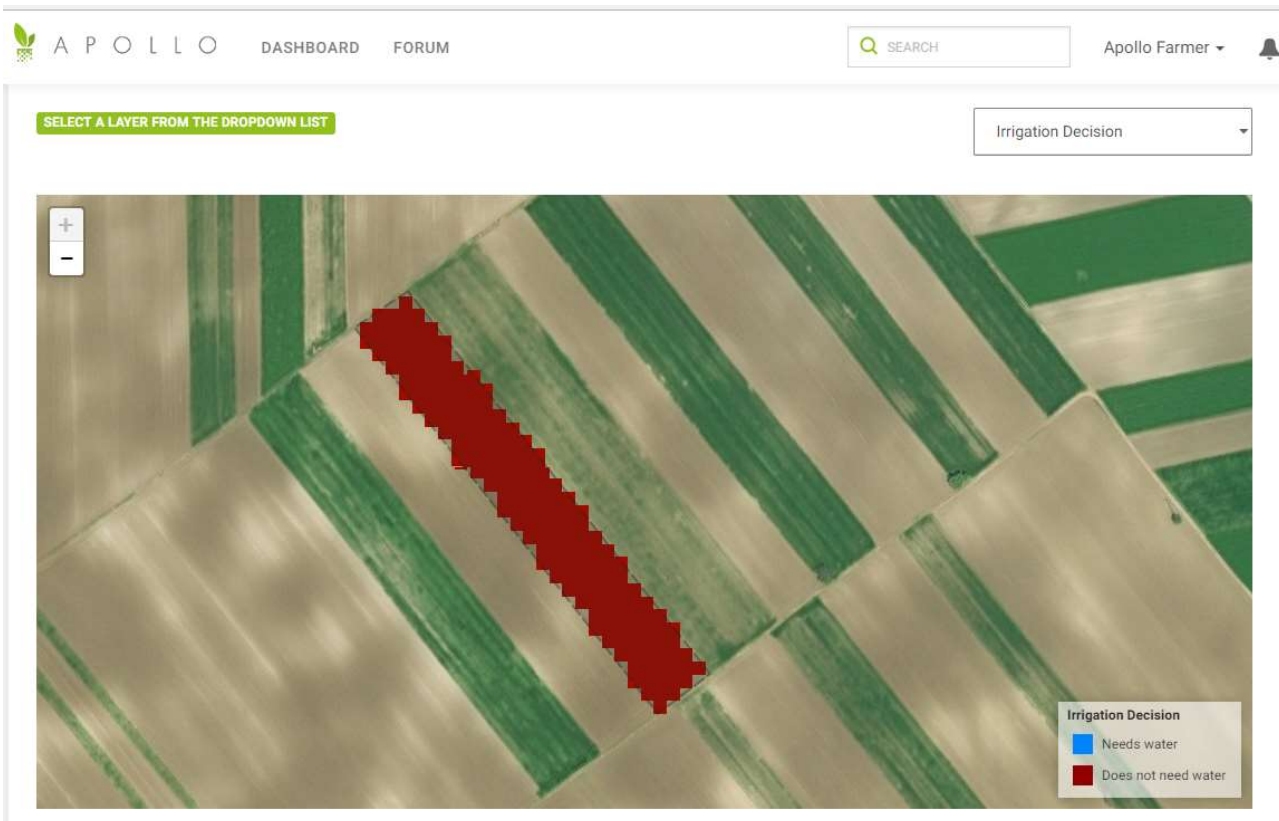 APOLLO DASHBOARD FORUM SEARCH Apollo Farmer
SELECT A LAYER FROM THE DROPDOWN LIST
Irrigation Decision
+
-
Irrigation Decision
Needs water
Does not need water